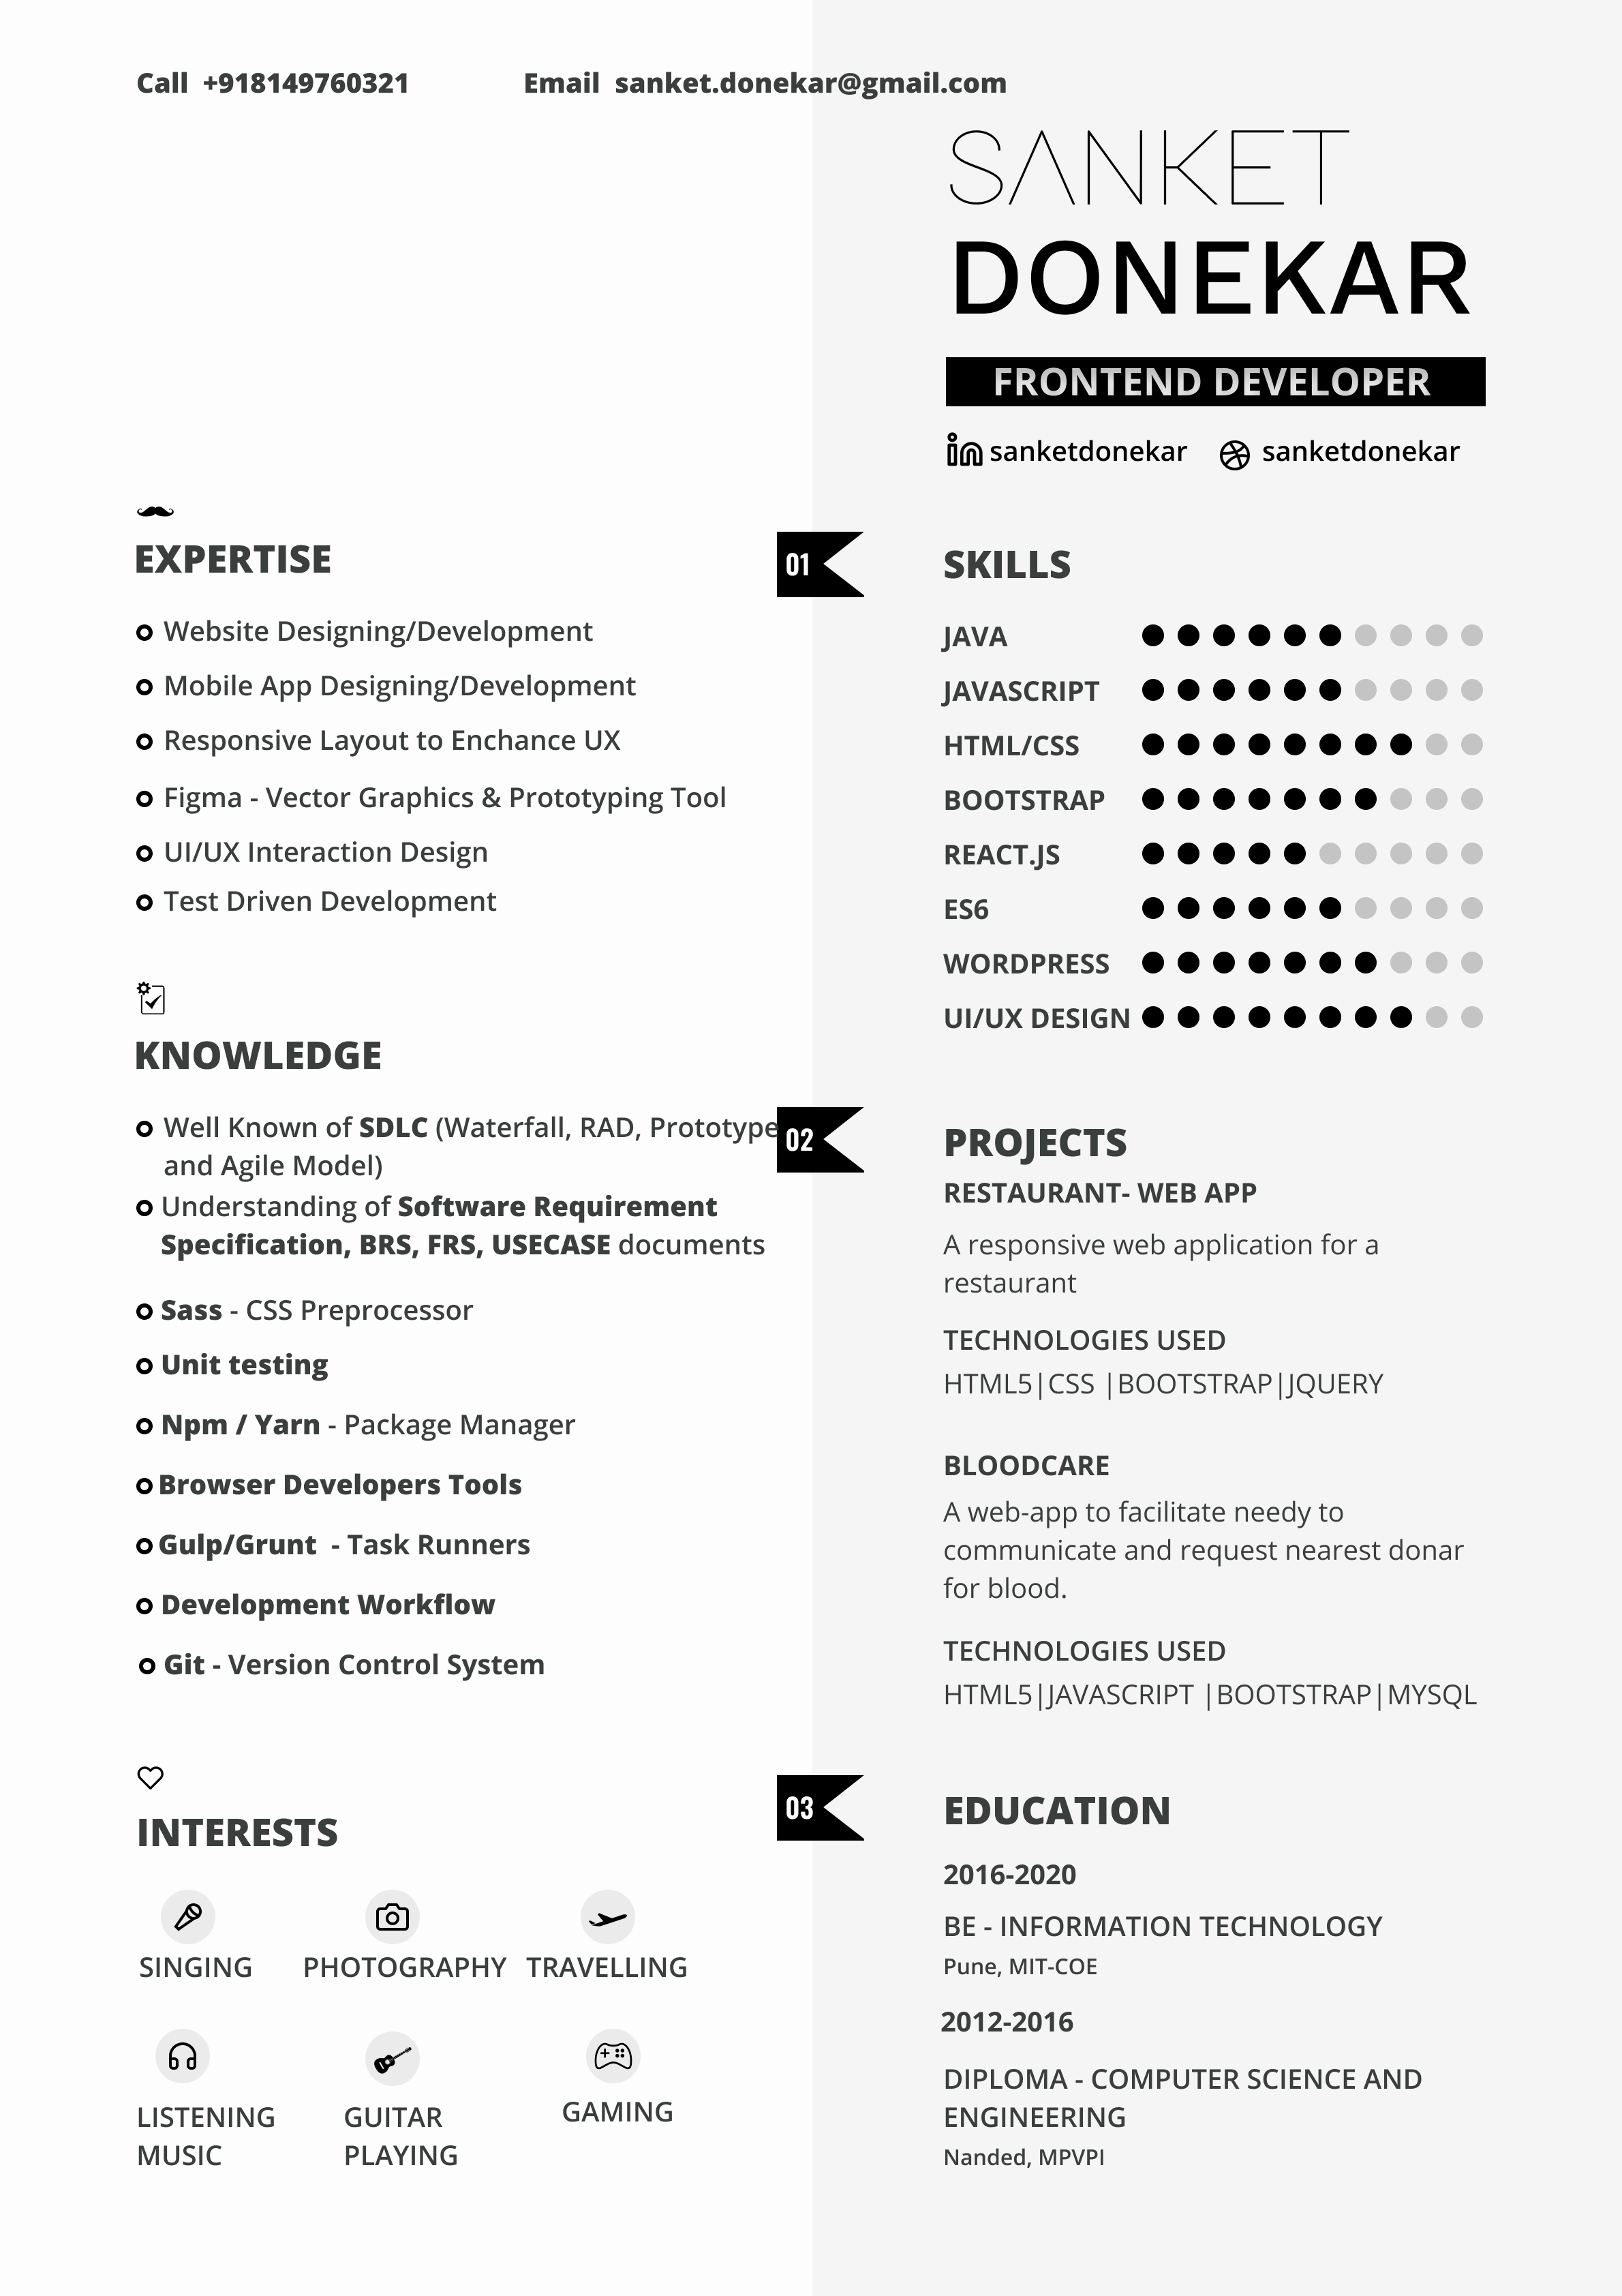 Call  +918149760321
Email  sanket.donekar@gmail.com
SANKET
DONEKAR
FRONTEND DEVELOPER
sanketdonekar
sanketdonekar
EXPERTISE
Website Designing/Development
Mobile App Designing/Development
Responsive Layout to Enchance UX
Figma - Vector Graphics & Prototyping Tool
UI/UX Interaction Design
Test Driven Development
KNOWLEDGE
Well Known of SDLC (Waterfall, RAD, Prototype
and Agile Model)
Understanding of Software Requirement
Specification, BRS, FRS, USECASE documents
Sass - CSS Preprocessor
Unit testing
Npm / Yarn - Package Manager
Browser Developers Tools
Gulp/Grunt  - Task Runners
Development Workflow
Git - Version Control System
INTERESTS
SINGING
PHOTOGRAPHY
TRAVELLING
LISTENING
MUSIC
GUITAR
PLAYING
GAMING
01
SKILLS
JAVA
JAVASCRIPT
HTML/CSS
BOOTSTRAP
REACT.JS
ES6
WORDPRESS
UI/UX DESIGN
02
PROJECTS
RESTAURANT- WEB APP
A responsive web application for a
restaurant
TECHNOLOGIES USED
HTML5|CSS |BOOTSTRAP|JQUERY
BLOODCARE
A web-app to facilitate needy to
communicate and request nearest donar
for blood.
TECHNOLOGIES USED
HTML5|JAVASCRIPT |BOOTSTRAP|MYSQL
03
EDUCATION
2016-2020
BE - INFORMATION TECHNOLOGY
Pune, MIT-COE
2012-2016
DIPLOMA - COMPUTER SCIENCE AND
ENGINEERING
Nanded, MPVPI